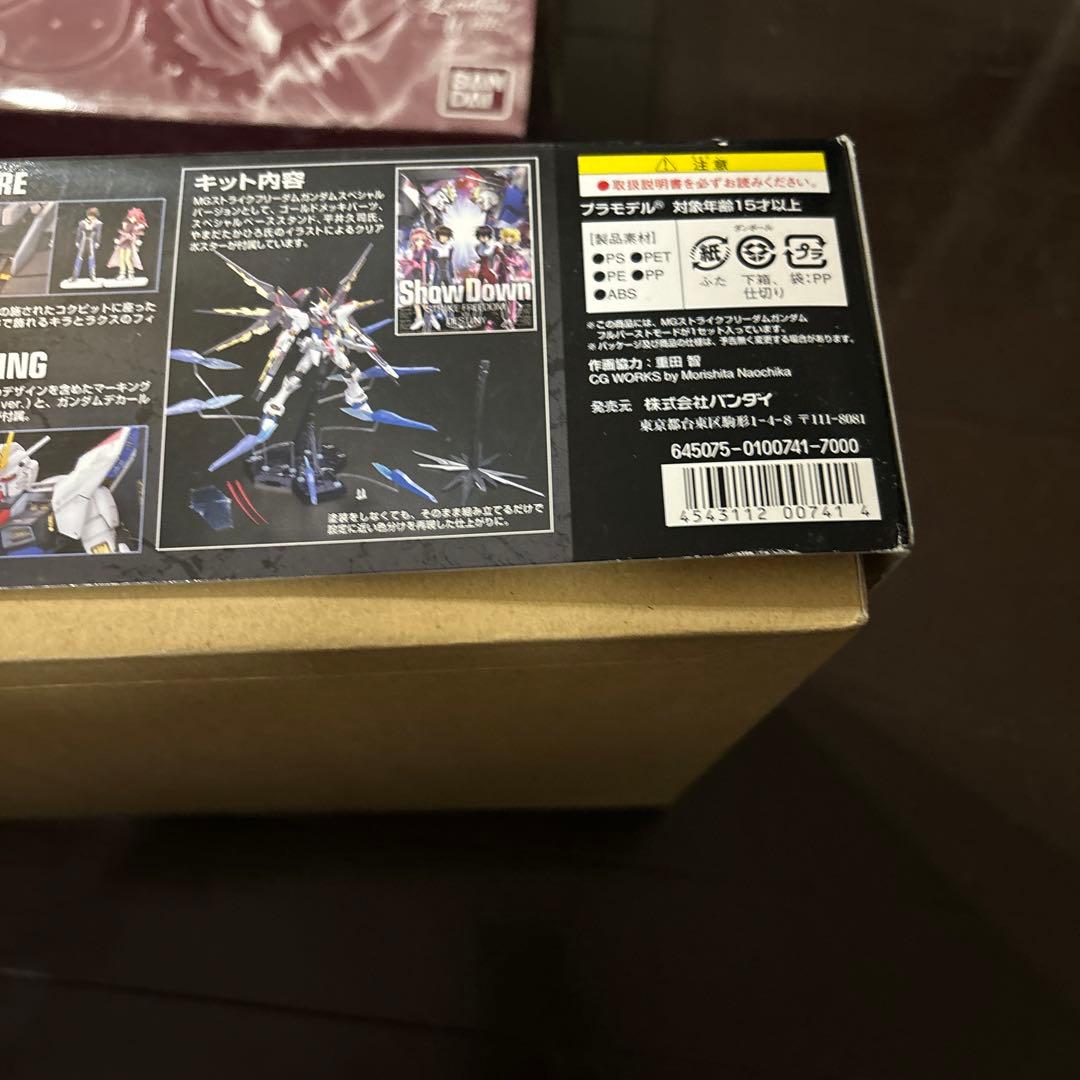 BAN
DAI
RE
の施されたコクピットに座った
で飾れるキラとラクスのフィ
ING
のデザインを含めたマーキング
ver.)と、ガンダムデカール
付属。
キット内容
MGストライクフリーダムガンダムスペシャル
バージョンとして、ゴールドメッキパーツ、
スペシャルベーススタンド、平井久司氏、
やまだたかひろ氏のイラストによるクリア
ポスターが付属しています。
Show Down
STRIKE FREEDOM
DESTINY
塗装をしなくても、そのまま組み立てるだけで
設定に近い色分けを再現した仕上がりに。
注意
●取扱説明書を必ずお読みください。
プラモデル® 対象年齢15才以上
[製品素材]
●PS ●PET
●PE ●PP
●ABS
紙
ふた
ダンボール
下箱、
仕切り
プラ
袋:PP
※この商品には、MGストライクフリーダムガンダム
フルバーストモードが1セット入っています。
※パッケージ及び商品の仕様は、予告無く変更する場合があります。
作画協力:重田 智
CG WORKS by Morishita Naochika
発売元 株式会社バンダイ
東京都台東区駒形1-4-8 〒111-8081
645075-0100741-7000
4543112 00741 4